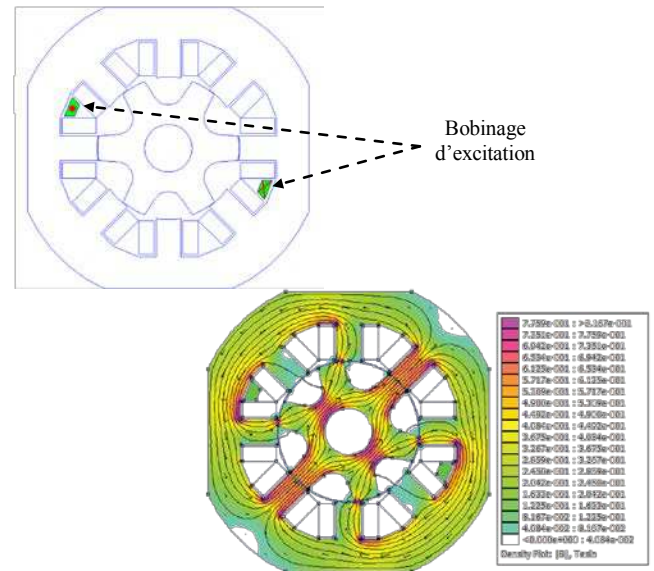 Bobinage
d’excitation
7.759e-001 : >8.167e-001
7.351e-001 : 7.759e-001
6.942e-001 : 7.351e-001
6.534e-001 : 6.942e-001
6.125e-001 : 6.534e-001
5.717e-001 : 6.125e-001
5.309e-001 : 5.717e-001
4.900e-001 : 5.309e-001
4.492e-001 : 4.900e-001
4.084e-001 : 4.492e-001
3.675e-001 : 4.084e-001
3.267e-001 : 3.675e-001
2.859e-001 : 3.267e-001
2.450e-001 : 2.859e-001
2.042e-001 : 2.450e-001
1.633e-001 : 2.042e-001
1.225e-001 : 1.633e-001
8.167e-002 : 1.225e-001
4.084e-002 : 8.167e-002
<0.000e+000 : 4.084e-002
Density Plot: |B|, Tesla